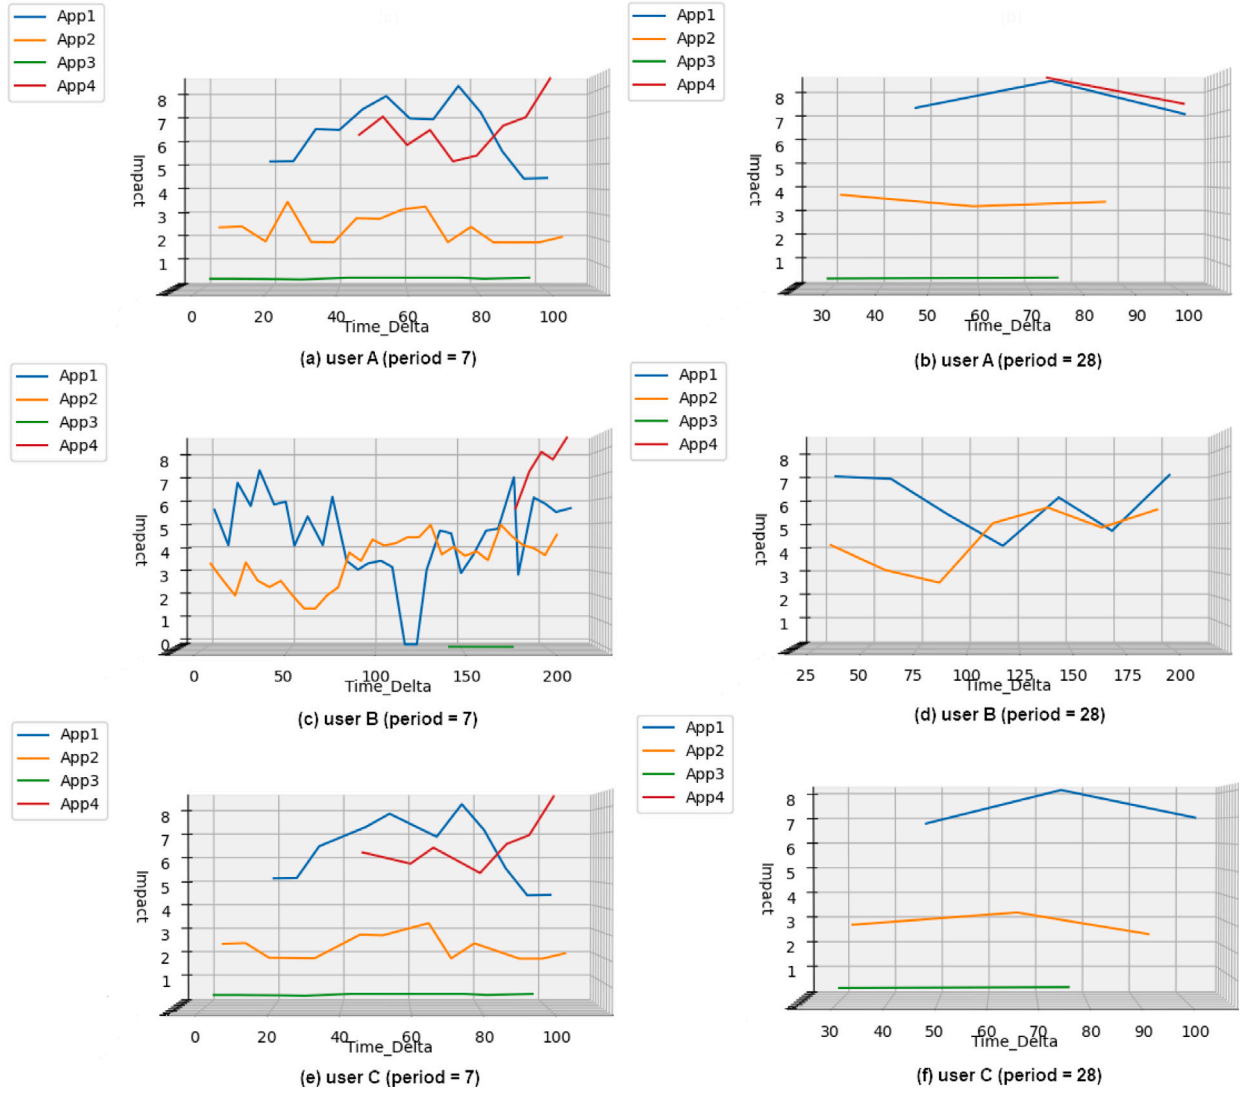 App1
App2
App3
App4
8
7
6
5
4
3
2
1
Impact
0 20 40 60 80 100
Time_Delta
(a) user A (period = 7)
App1
App2
App3
App4
8
7
6
5
4
3
2
1
Impact
30 40 50 60 70 80 90 100
Time_Delta
(b) user A (period = 28)
App1
App2
App3
App4
8
7
6
5
4
3
2
1
0
Impact
0 50 100 150 200
Time_Delta
(c) user B (period = 7)
App1
App2
App3
App4
8
7
6
5
4
3
2
1
Impact
25 50 75 100 125 150 175 200
Time_Delta
(d) user B (period = 28)
App1
App2
App3
App4
8
7
6
5
4
3
2
1
Impact
0 20 40 60 80 100
Time_Delta
(e) user C (period = 7)
App1
App2
App3
App4
8
7
6
5
4
3
2
1
Impact
30 40 50 60 70 80 90 100
Time_Delta
(f) user C (period = 28)